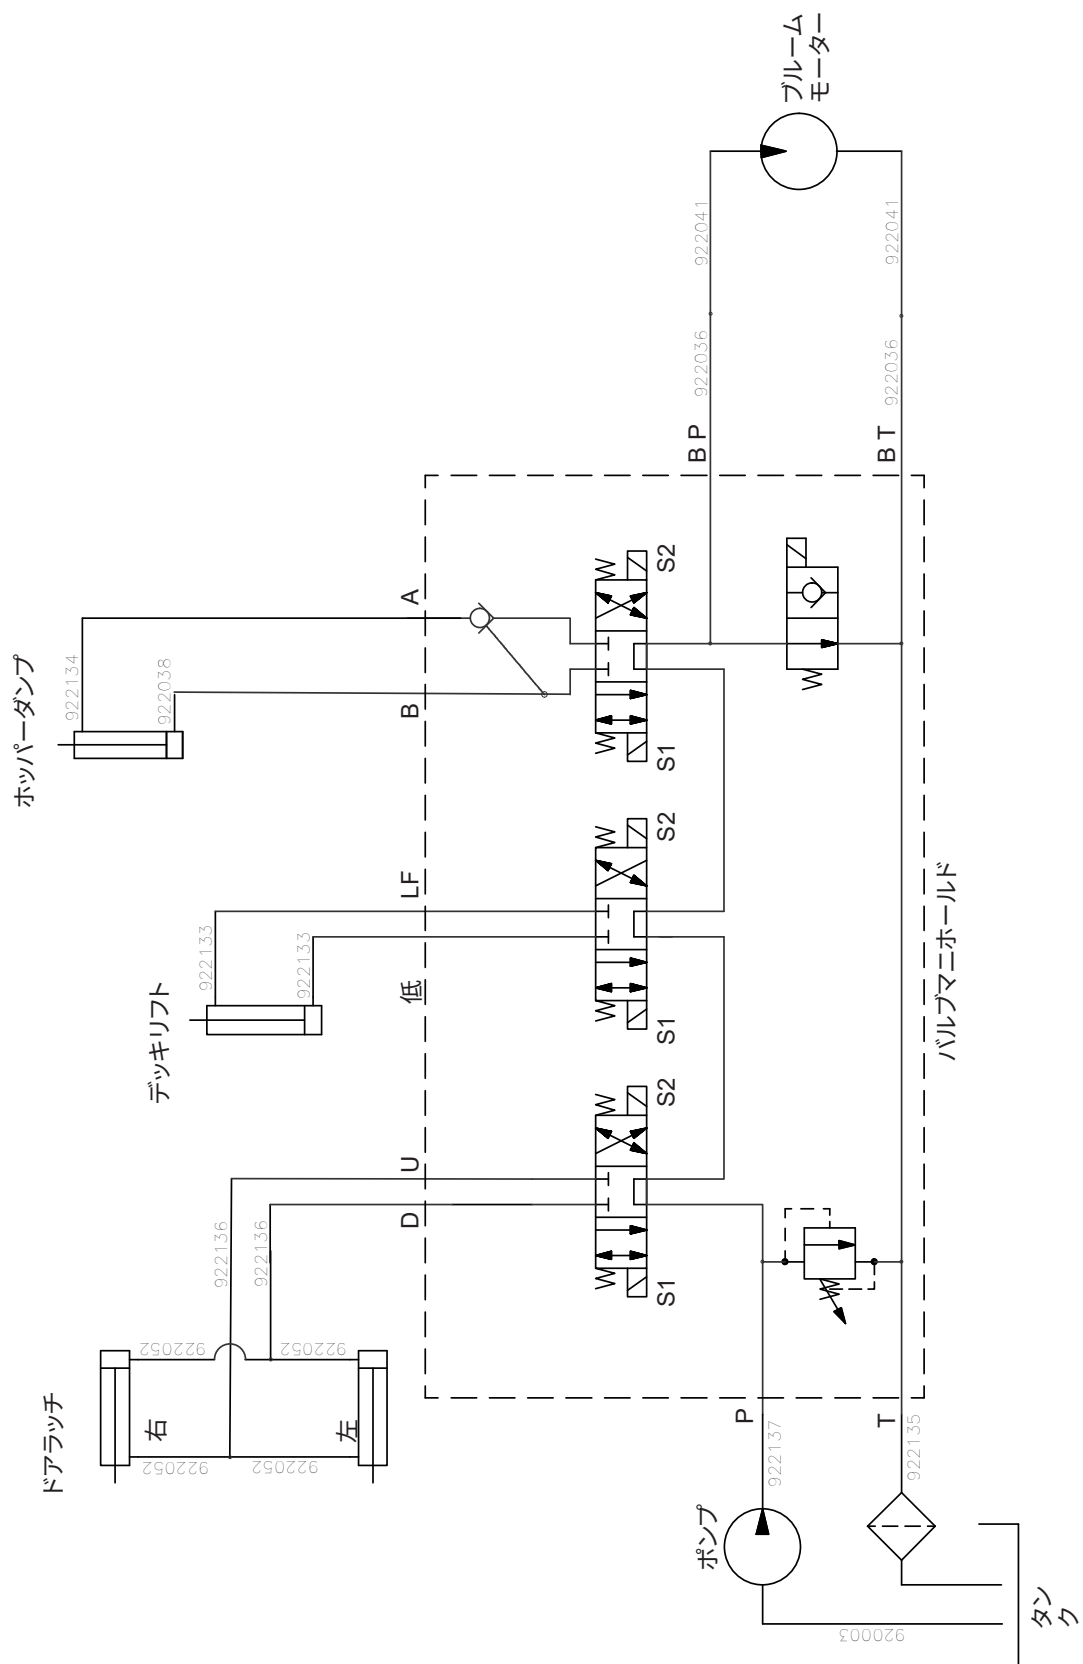 ホッパーダンプ
922134
922038
デッキリフト
922133
922133
ドアラッチ
右
左
922052
922052
922052
922052
922136
922136
D
U
低
LF
B
A
S1
S2
S1
S2
S1
S2
B P
B T
922036
922041
922036
922041
ブルーム
モーター
バルブマニホールド
P
T
922137
922135
ポンプ
920003
タン
ク